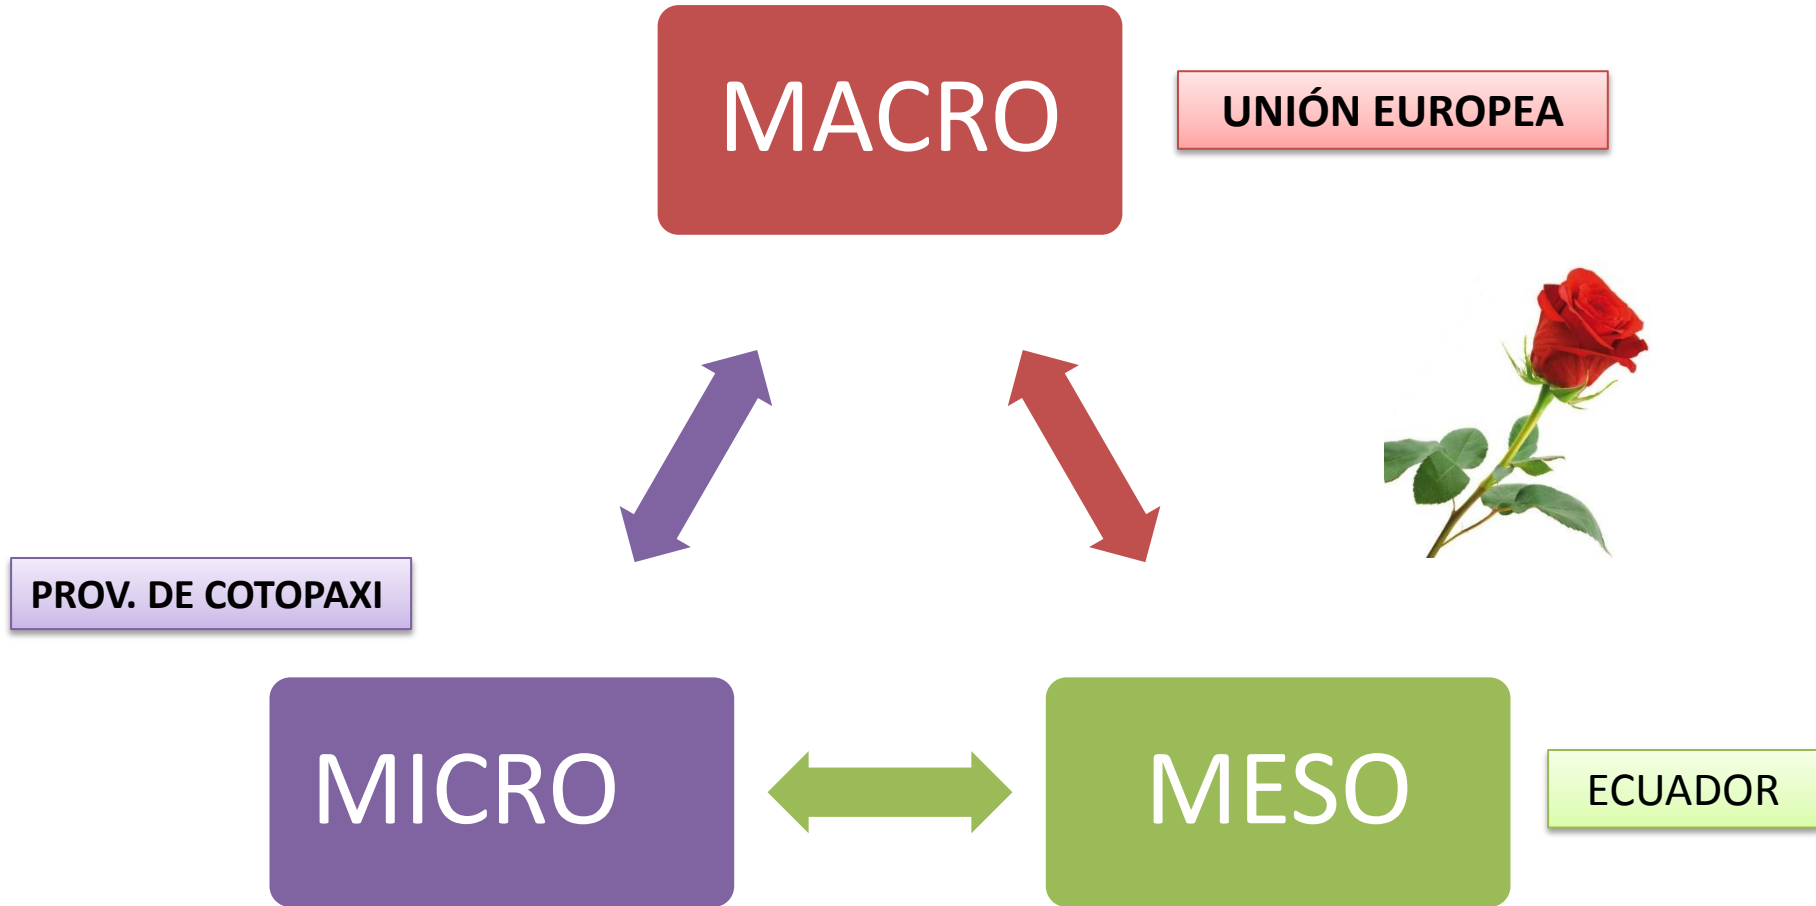 MACRO
UNIÓN EUROPEA
PROV. DE COTOPAXI
MICRO
MESO
ECUADOR